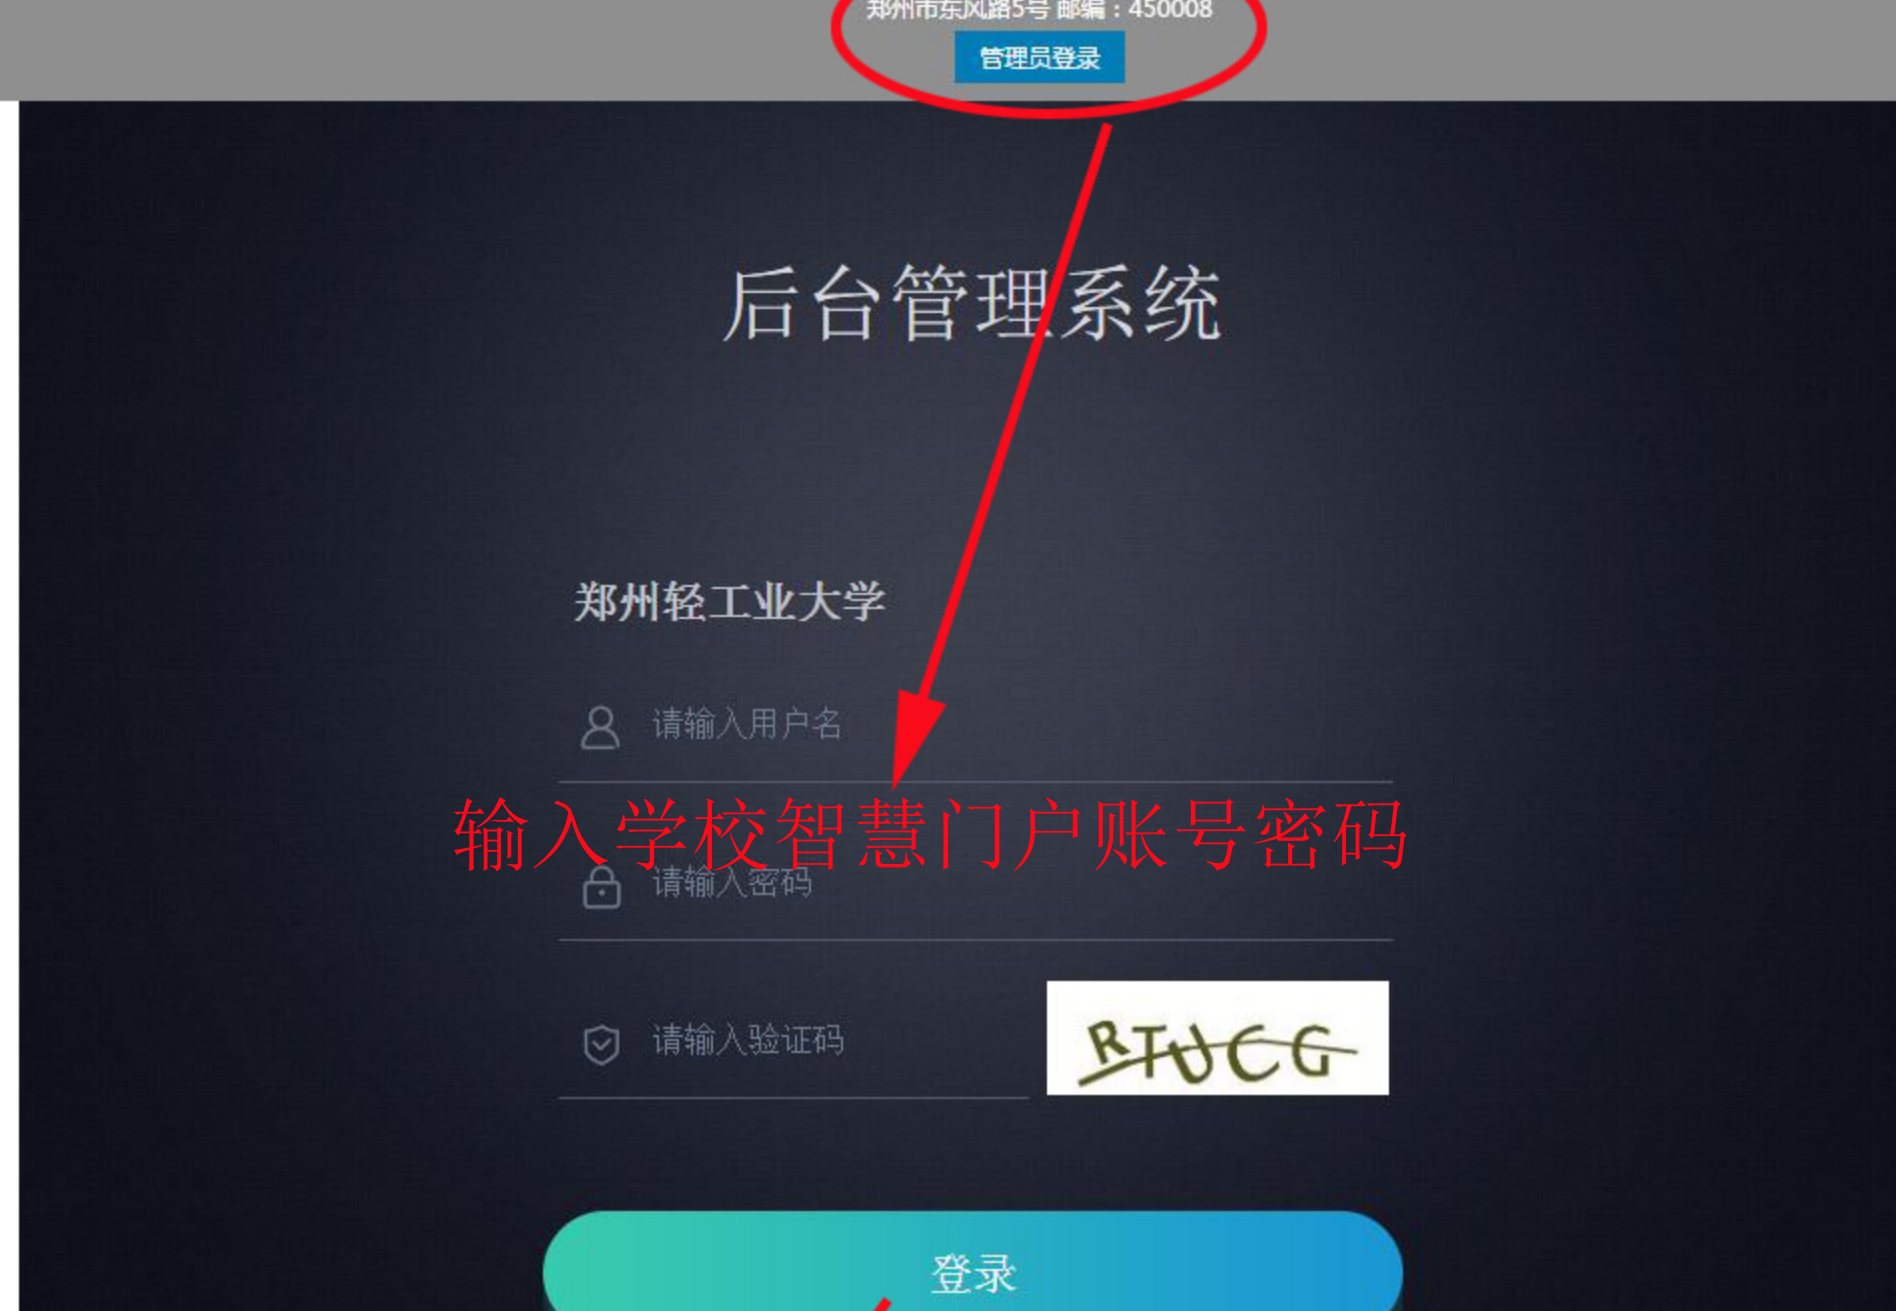 郑州市东风路5号 邮编：450008
管理员登录
后台管理系统
郑州轻工业大学
请输入用户名
输入学校智慧门户账号密码
请输入密码
请输入验证码
RTUCG
登录